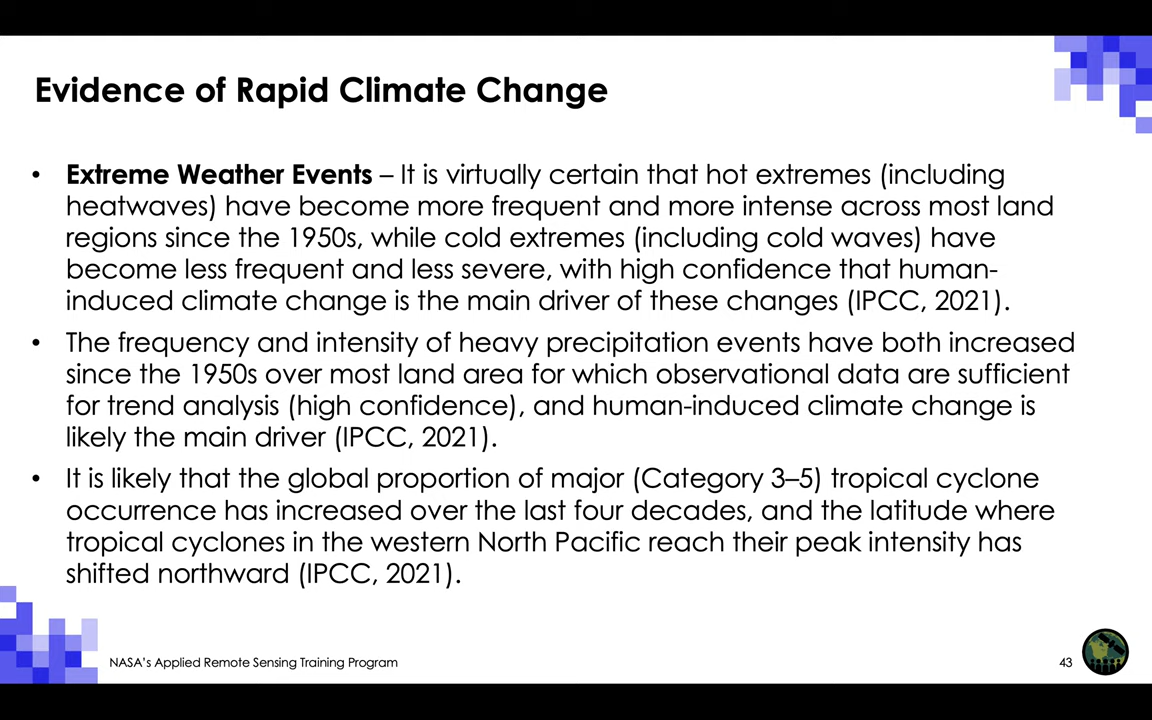 Evidence of Rapid Climate Change
• Extreme Weather Events – It is virtually certain that hot extremes (including
heatwaves) have become more frequent and more intense across most land
regions since the 1950s, while cold extremes (including cold waves) have
become less frequent and less severe, with high confidence that human-
induced climate change is the main driver of these changes (IPCC, 2021).
• The frequency and intensity of heavy precipitation events have both increased
since the 1950s over most land area for which observational data are sufficient
for trend analysis (high confidence), and human-induced climate change is
likely the main driver (IPCC, 2021).
• It is likely that the global proportion of major (Category 3–5) tropical cyclone
occurrence has increased over the last four decades, and the latitude where
tropical cyclones in the western North Pacific reach their peak intensity has
shifted northward (IPCC, 2021).
NASA's Applied Remote Sensing Training Program
43